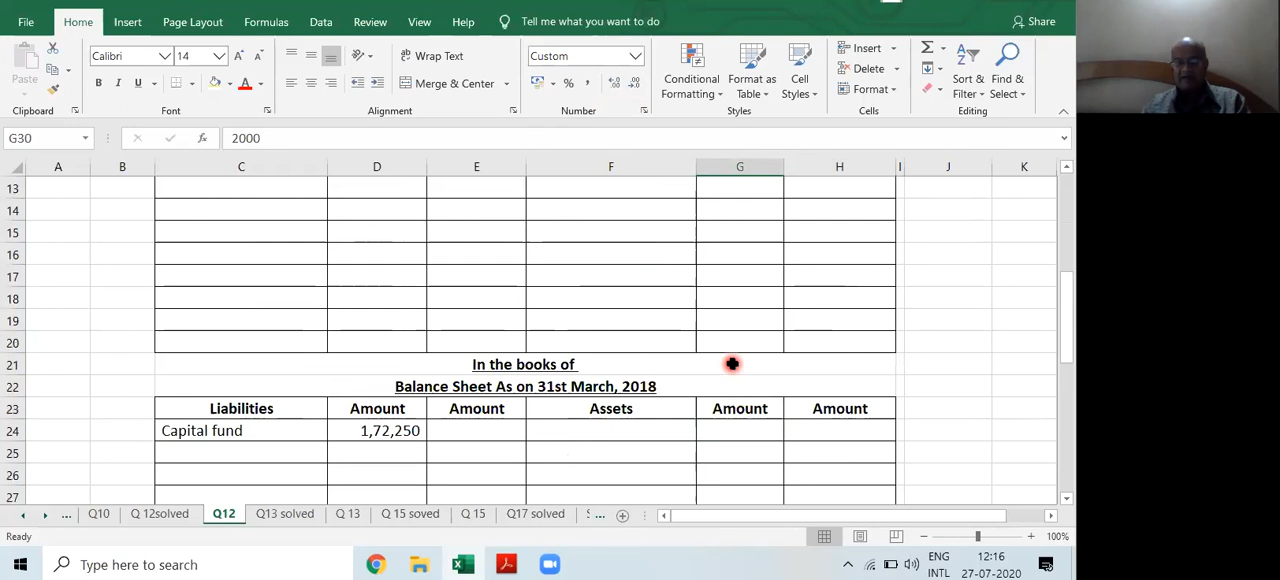 File Home Insert Page Layout Formulas Data Review View Help Tell me what you want to do Share
Calibri 14 Wrap Text Custom Insert Σ
Paste B I U A Merge & Center % , Conditional Formatting Format as Table Cell Styles Delete Format Sort & Filter Find & Select
Clipboard Font Alignment Number Styles Cells Editing
G30 fx 2000
A B C D E F G H I J K
13
14
15
16
17
18
19
20
21 In the books of
22 Balance Sheet As on 31st March, 2018
23 Liabilities Amount Amount Assets Amount Amount
24 Capital fund 1,72,250
25
26
27
... Q10 Q 12solved Q12 Q13 solved Q 13 Q 15 soved Q 15 Q17 solved ...
Ready 100%
Type here to search ENG 12:16
INTL 27-07-2020